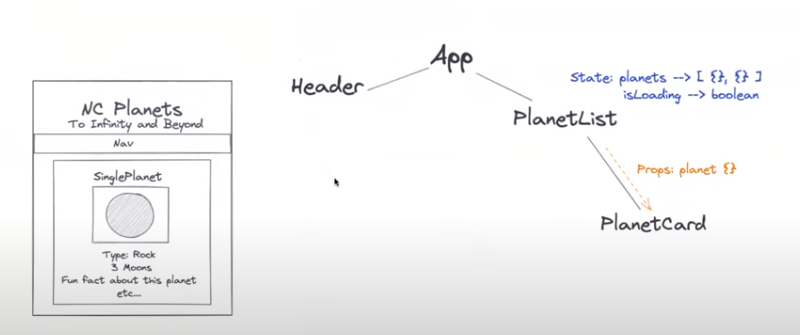 NC Planets
To Infinity and Beyond
Nav
SinglePlanet
Type: Rock
3 Moons
Fun fact about this planet
etc...
App
Header
State: planets --> [ {}, {} ]
isLoading --> boolean
PlanetList
Props: planet {}
PlanetCard